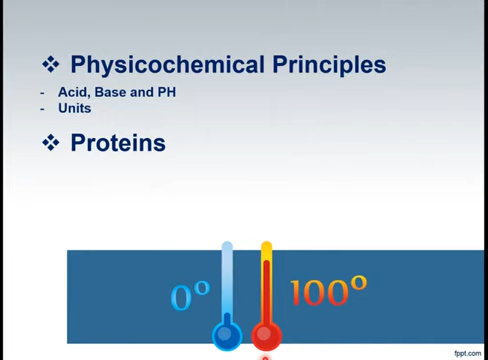 ❖ Physicochemical Principles
- Acid, Base and PH
- Units
❖ Proteins
0° 100°
fppt.com